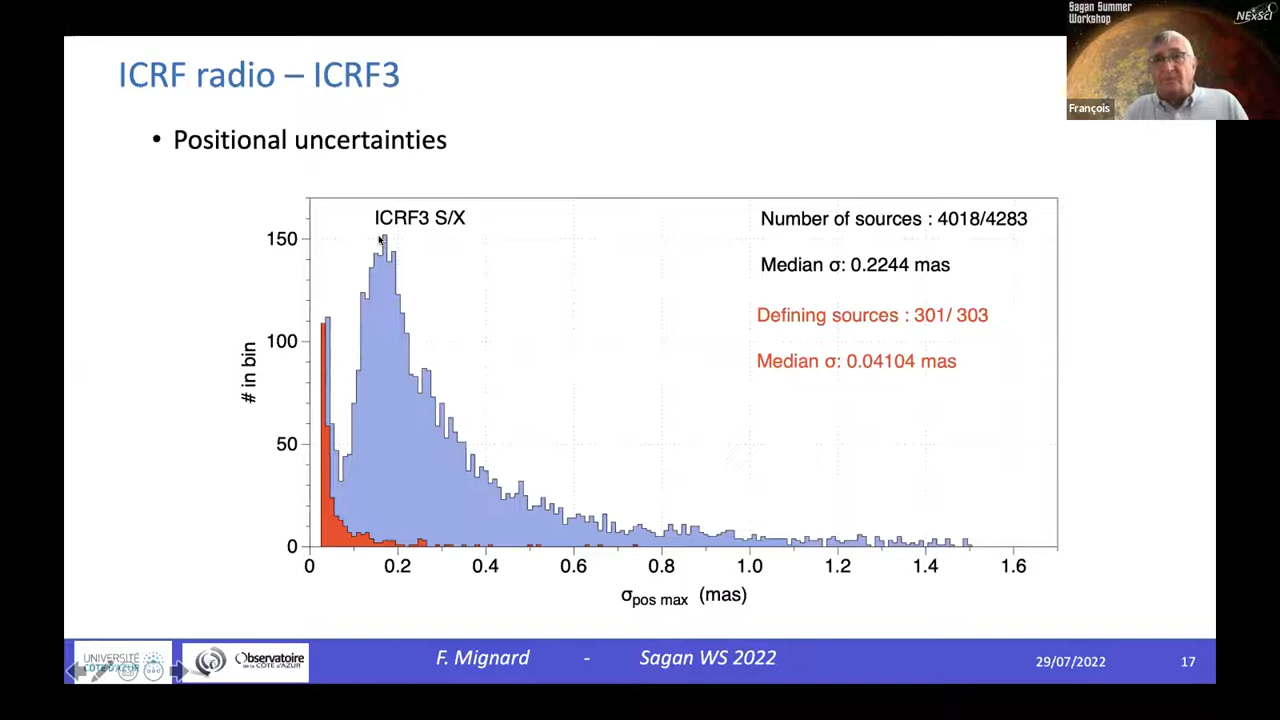 Sagan Summer
Workshop
NExScI
François
ICRF radio – ICRF3
• Positional uncertainties
ICRF3 S/X
Number of sources : 4018/4283
Median σ: 0.2244 mas
Defining sources : 301/ 303
Median σ: 0.04104 mas
# in bin
150
100
50
0
0 0.2 0.4 0.6 0.8 1.0 1.2 1.4 1.6
σpos max (mas)
UNIVERSITÉ
CÔTE D'AZUR
Observatoire
de la CÔTE d'AZUR
F. Mignard - Sagan WS 2022
29/07/2022
17